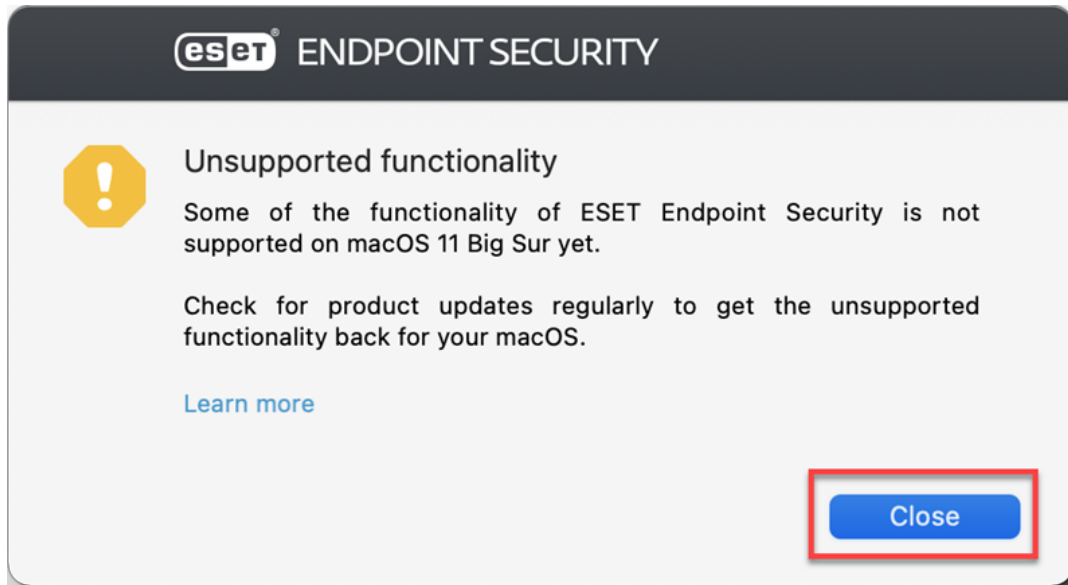 eset® ENDPOINT SECURITY
Unsupported functionality
Some of the functionality of ESET Endpoint Security is not
supported on macOS 11 Big Sur yet.
Check for product updates regularly to get the unsupported
functionality back for your macOS.
Learn more
Close